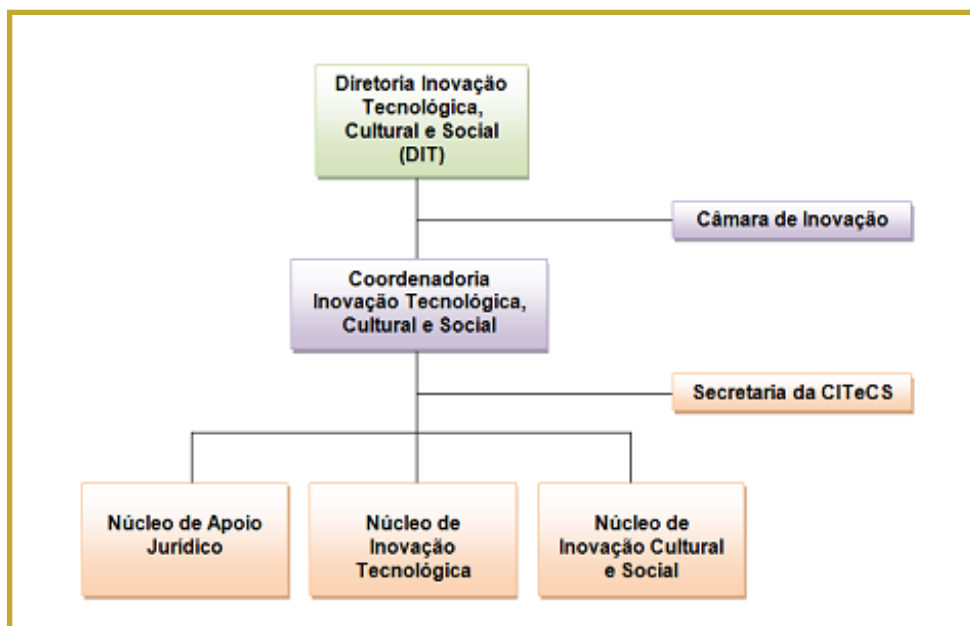 Diretoria Inovação
Tecnológica,
Cultural e Social
(DIT)
Câmara de Inovação
Coordenadoria
Inovação Tecnológica,
Cultural e Social
Secretaria da CITeCS
Núcleo de Apoio
Jurídico
Núcleo de
Inovação
Tecnológica
Núcleo de
Inovação Cultural
e Social